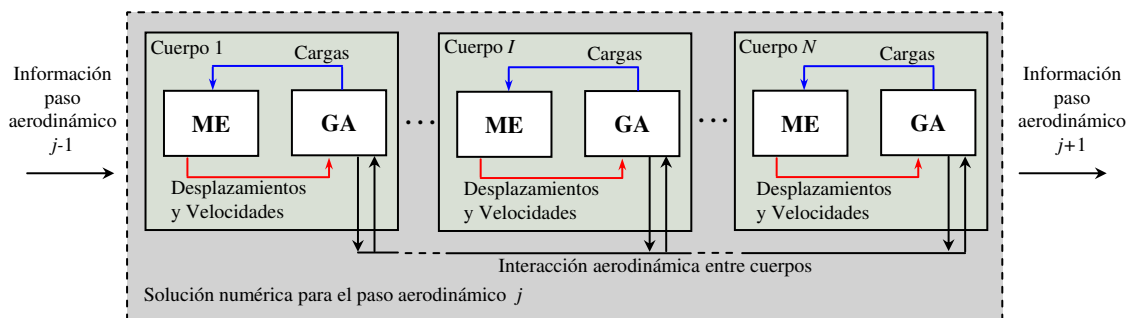 Información
paso
aerodinámico
j-1
Cuerpo 1
Cargas
ME
GA
Desplazamientos
y Velocidades
...
Cuerpo I
Cargas
ME
GA
Desplazamientos
y Velocidades
...
Cuerpo N
Cargas
ME
GA
Desplazamientos
y Velocidades
Información
paso
aerodinámico
j+1
Interacción aerodinámica entre cuerpos
Solución numérica para el paso aerodinámico j